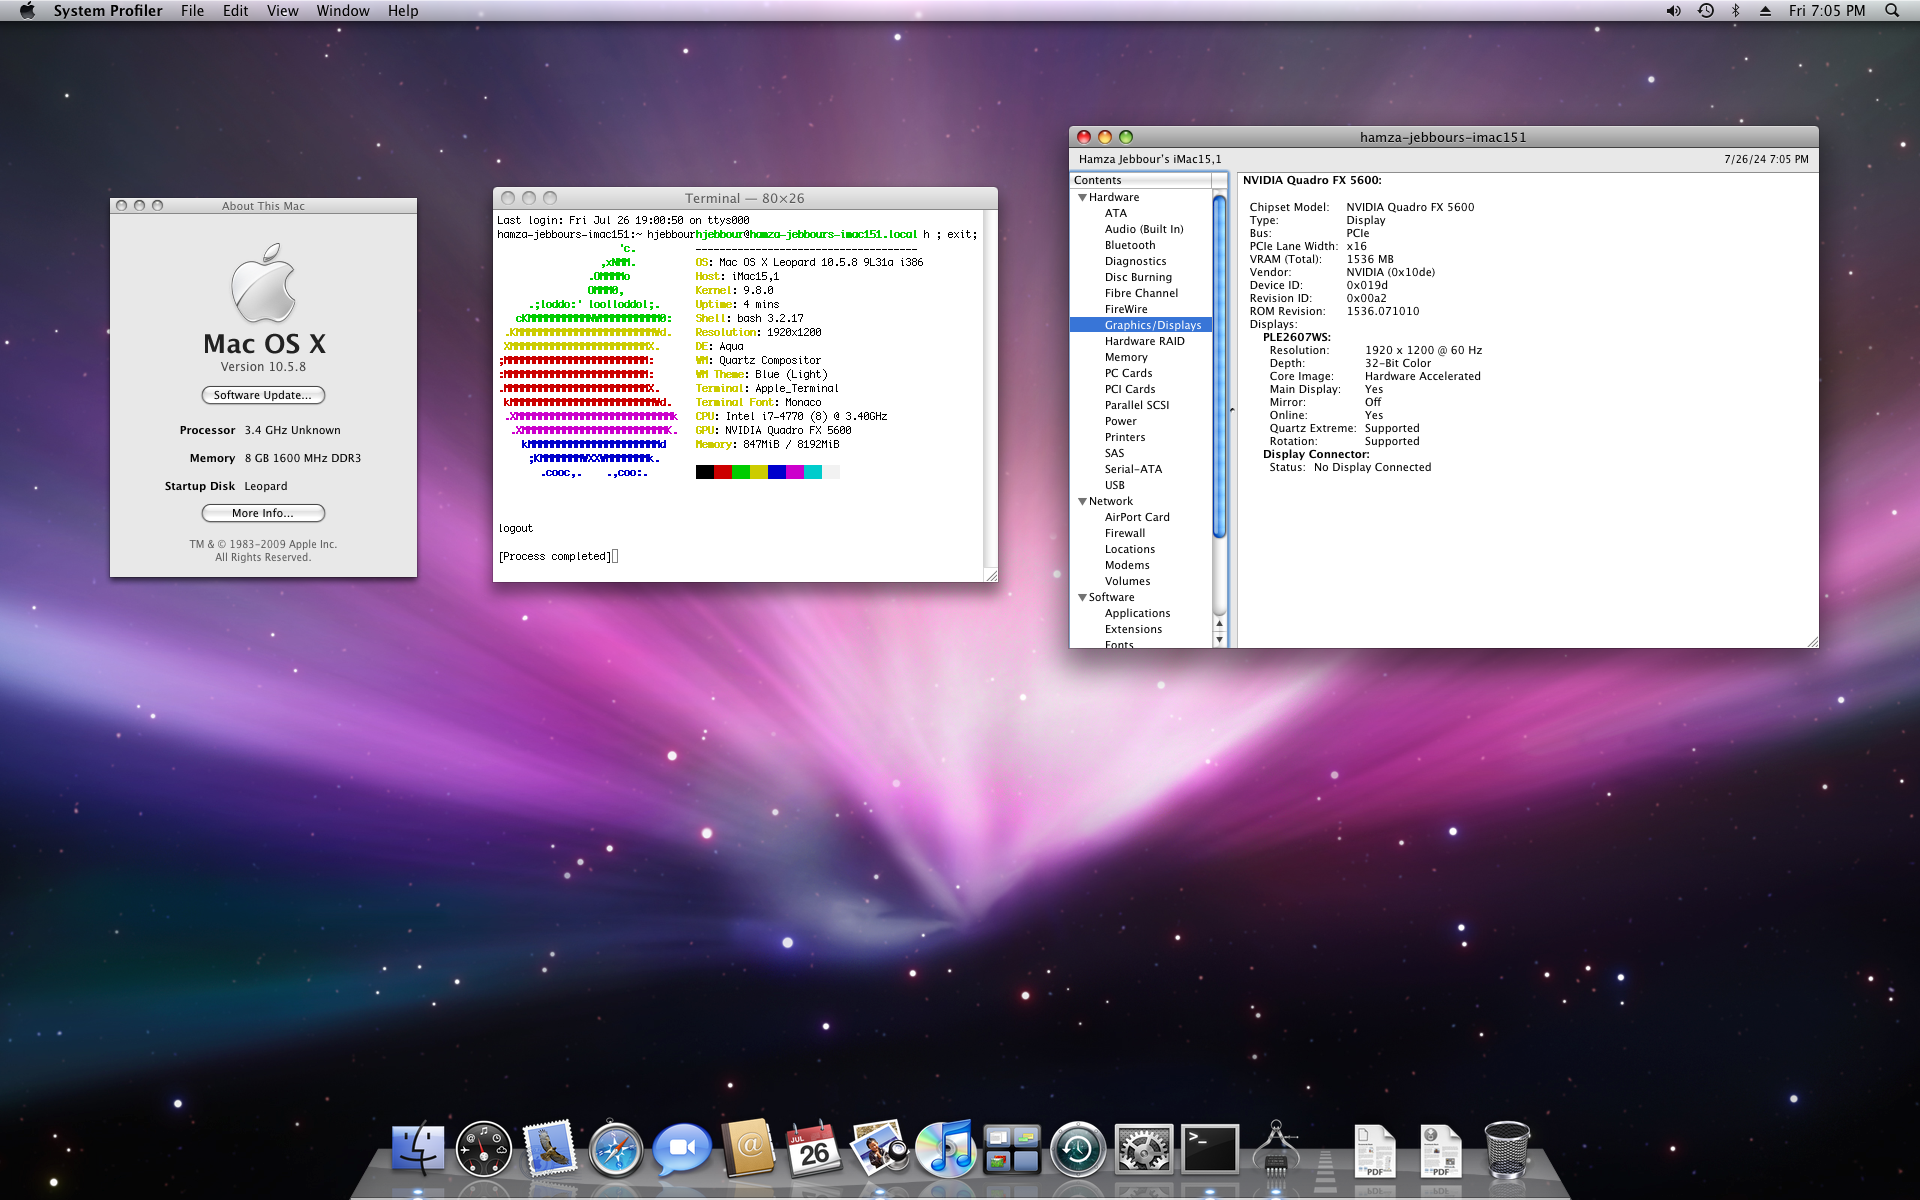 System Profiler File Edit View Window Help
Fri 7:05 PM
About This Mac
Mac OS X
Version 10.5.8
Software Update...
Processor 3.4 GHz Unknown
Memory 8 GB 1600 MHz DDR3
Startup Disk Leopard
More Info...
TM & © 1983-2009 Apple Inc.
All Rights Reserved.
Terminal — 80×26
Last login: Fri Jul 26 19:00:50 on ttys000
hamza-jebbours-imac151:~ hjebbourhjebbour@hamza-jebbours-imac151.local h ; exit;
---------------------------------------
OS: Mac OS X Leopard 10.5.8 9L31a i386
Host: iMac15,1
Kernel: 9.8.0
Uptime: 4 mins
Shell: bash 3.2.17
Resolution: 1920x1200
DE: Aqua
WM: Quartz Compositor
WM Theme: Blue (Light)
Terminal: Apple_Terminal
Terminal Font: Monaco
CPU: Intel i7-4770 (8) @ 3.40GHz
GPU: NVIDIA Quadro FX 5600
Memory: 847MiB / 8192MiB
logout
[Process completed]
hamza-jebbours-imac151
Hamza Jebbour's iMac15,1
7/26/24 7:05 PM
Contents
Hardware
ATA
Audio (Built In)
Bluetooth
Diagnostics
Disc Burning
Fibre Channel
FireWire
Graphics/Displays
Hardware RAID
Memory
PC Cards
PCI Cards
Parallel SCSI
Power
Printers
SAS
Serial-ATA
USB
Network
AirPort Card
Firewall
Locations
Modems
Volumes
Software
Applications
Extensions
Fonts
NVIDIA Quadro FX 5600:
Chipset Model: NVIDIA Quadro FX 5600
Type: Display
Bus: PCIe
PCIe Lane Width: x16
VRAM (Total): 1536 MB
Vendor: NVIDIA (0x10de)
Device ID: 0x019d
Revision ID: 0x00a2
ROM Revision: 1536.071010
Displays:
PLE2607WS:
Resolution: 1920 x 1200 @ 60 Hz
Depth: 32-Bit Color
Core Image: Hardware Accelerated
Main Display: Yes
Mirror: Off
Online: Yes
Quartz Extreme: Supported
Rotation: Supported
Display Connector:
Status: No Display Connected
JUL
26
>_
PDF
PDF